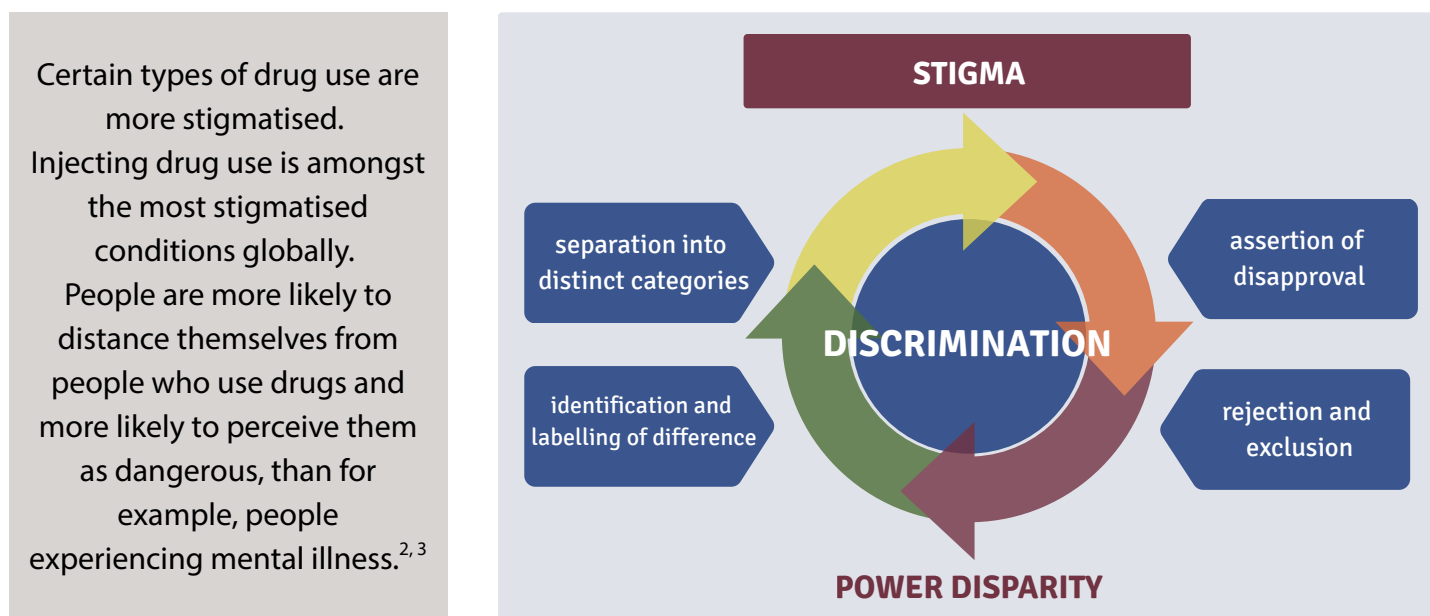 Certain types of drug use are
more stigmatised.
Injecting drug use is amongst
the most stigmatised
conditions globally.
People are more likely to
distance themselves from
people who use drugs and
more likely to perceive them
as dangerous, than for
example, people
experiencing mental illness.2, 3
STIGMA
separation into
distinct categories
assertion of
disapproval
DISCRIMINATION
identification and
labelling of difference
rejection and
exclusion
POWER DISPARITY